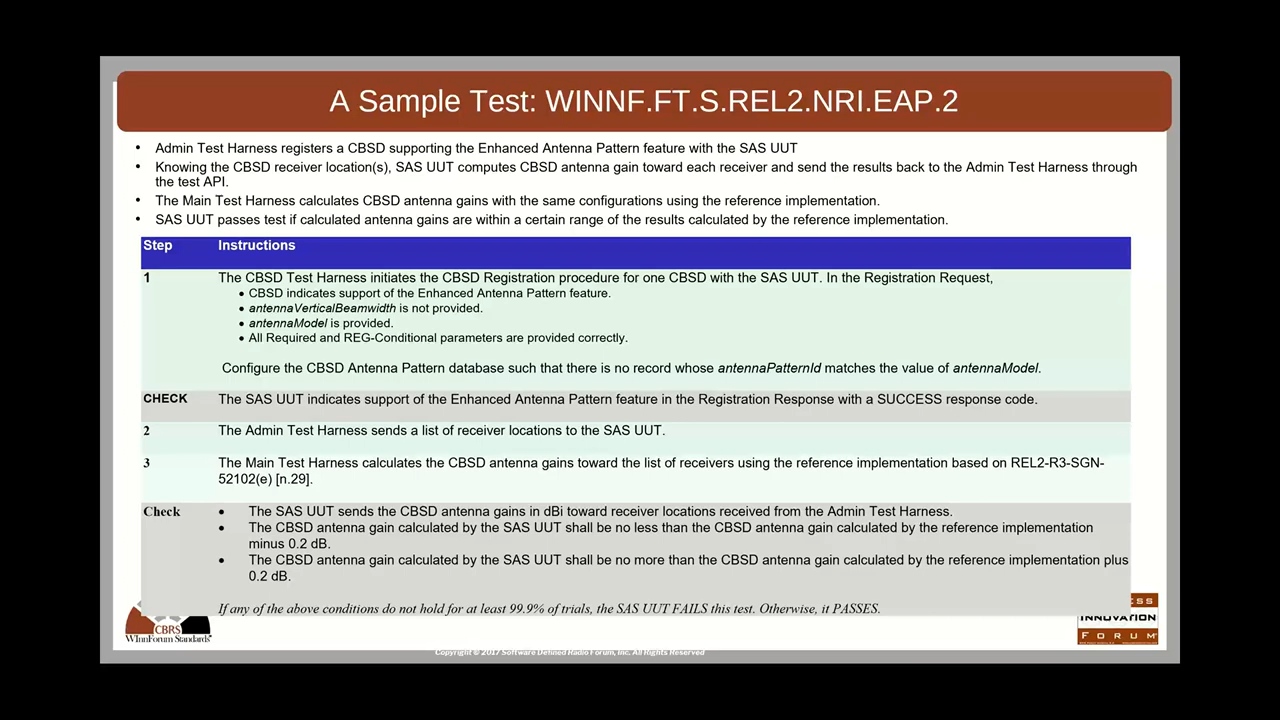 A Sample Test: WINNF.FT.S.REL2.NRI.EAP.2
• Admin Test Harness registers a CBSD supporting the Enhanced Antenna Pattern feature with the SAS UUT
• Knowing the CBSD receiver location(s), SAS UUT computes CBSD antenna gain toward each receiver and send the results back to the Admin Test Harness through
the test API.
• The Main Test Harness calculates CBSD antenna gains with the same configurations using the reference implementation.
• SAS UUT passes test if calculated antenna gains are within a certain range of the results calculated by the reference implementation.
Step Instructions
1 The CBSD Test Harness initiates the CBSD Registration procedure for one CBSD with the SAS UUT. In the Registration Request,
• CBSD indicates support of the Enhanced Antenna Pattern feature.
• antennaVerticalBeamwidth is not provided.
• antennaModel is provided.
• All Required and REG-Conditional parameters are provided correctly.
Configure the CBSD Antenna Pattern database such that there is no record whose antennaPatternId matches the value of antennaModel.
CHECK The SAS UUT indicates support of the Enhanced Antenna Pattern feature in the Registration Response with a SUCCESS response code.
2 The Admin Test Harness sends a list of receiver locations to the SAS UUT.
3 The Main Test Harness calculates the CBSD antenna gains toward the list of receivers using the reference implementation based on REL2-R3-SGN-
52102(e) [n.29].
Check • The SAS UUT sends the CBSD antenna gains in dBi toward receiver locations received from the Admin Test Harness.
• The CBSD antenna gain calculated by the SAS UUT shall be no less than the CBSD antenna gain calculated by the reference implementation
minus 0.2 dB.
• The CBSD antenna gain calculated by the SAS UUT shall be no more than the CBSD antenna gain calculated by the reference implementation plus
0.2 dB.
If any of the above conditions do not hold for at least 99.9% of trials, the SAS UUT FAILS this test. Otherwise, it PASSES.
CBRS
WInnForum Standards
ESS
INNOVATION
FORUM
Copyright © 2017 Software Defined Radio Forum, Inc. All Rights Reserved